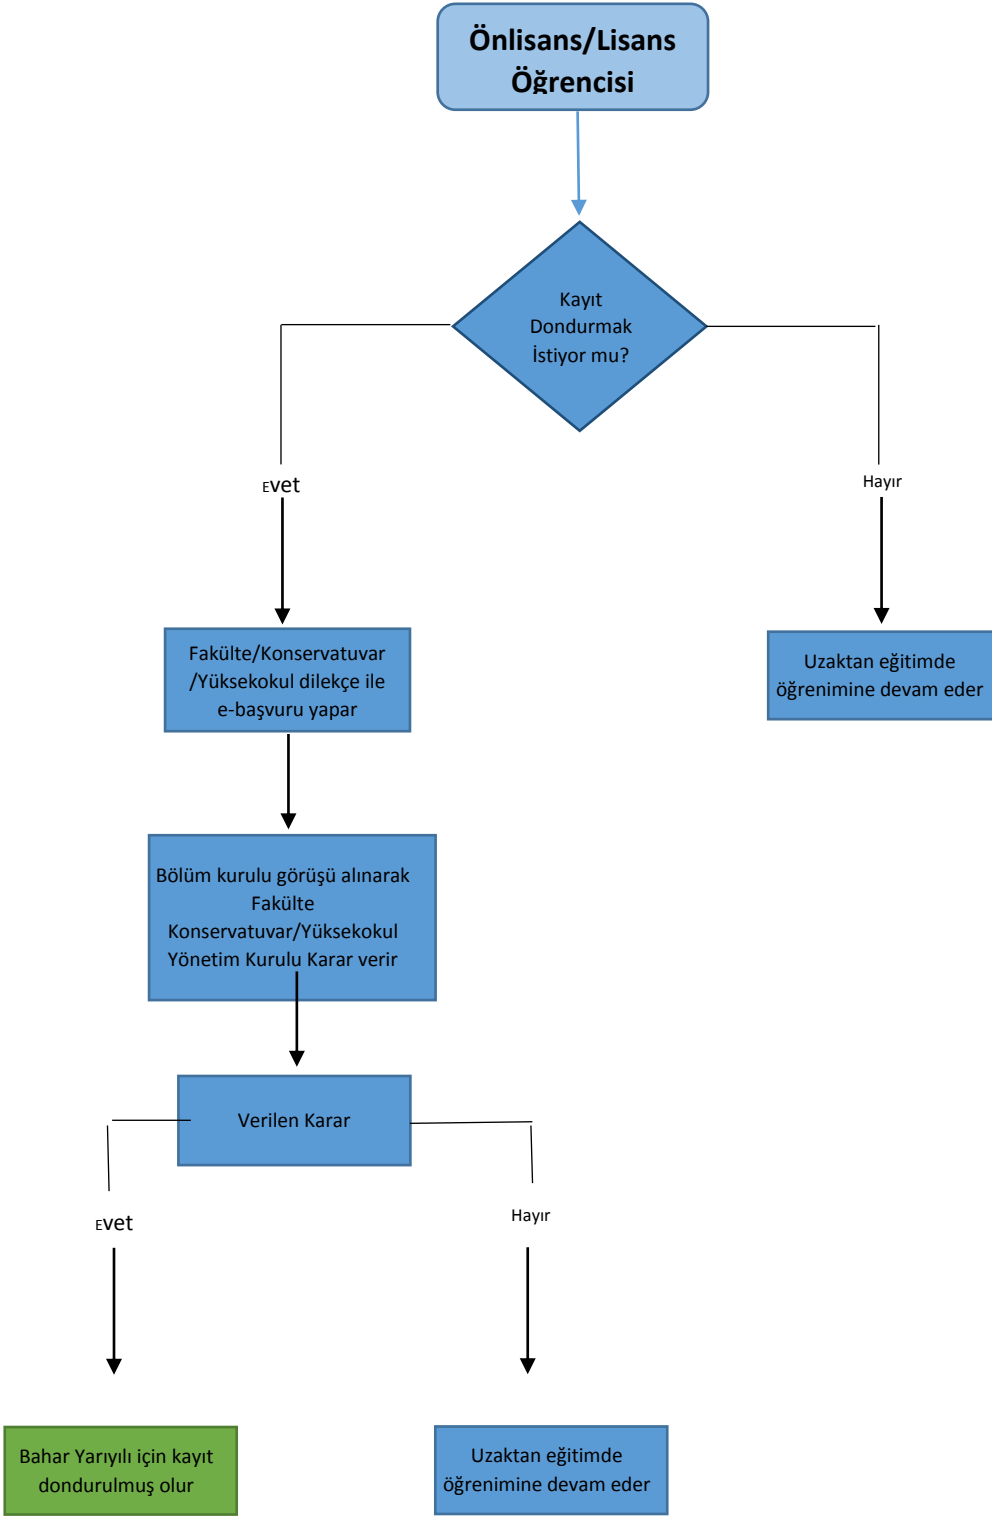 Önlisans/Lisans
Öğrencisi
Kayıt
Dondurmak
İstiyor mu?
Evet
Hayır
Fakülte/Konservatuvar
/Yüksekokul dilekçe ile
e-başvuru yapar
Uzaktan eğitimde
öğrenimine devam eder
Bölüm kurulu görüşü alınarak
Fakülte
Konservatuvar/Yüksekokul
Yönetim Kurulu Karar verir
Verilen Karar
Evet
Hayır
Bahar Yarıyılı için kayıt
dondurulmuş olur
Uzaktan eğitimde
öğrenimine devam eder